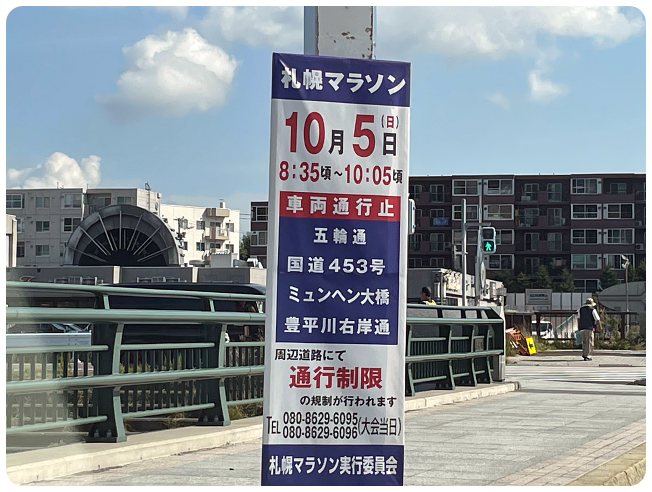 札幌マラソン
10月5日(日)
8:35頃~10:05頃
車両通行止
五輪通
国道453号
ミュンヘン大橋
豊平川右岸通
周辺道路にて
通行制限
の規制が行われます
TEL 080-8629-6095
080-8629-6096 (大会当日)
札幌マラソン実行委員会